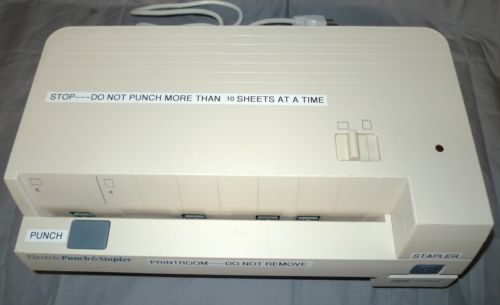 STOP---DO NOT PUNCH MORE THAN 10 SHEETS AT A TIME
PUNCH
STAPLER
Electric Punch & Stapler
PRINTROOM---DO NOT REMOVE